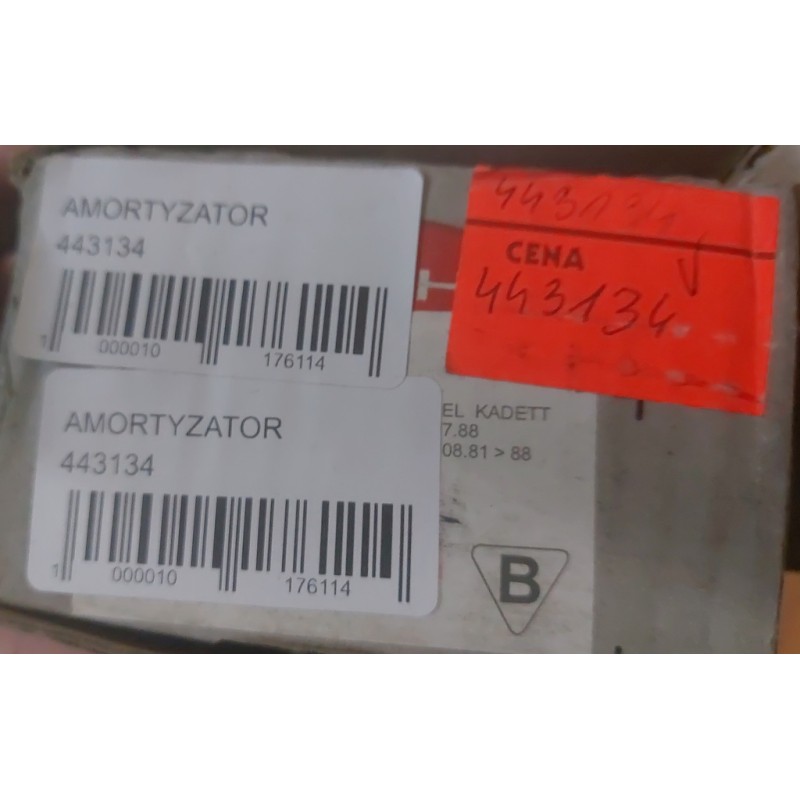 AMORTYZATOR
443134
1 000010 176114
443134
CENA
443134
AMORTYZATOR
443134
1 000010 176114
EL KADETT
7.88
08.81 > 88
B